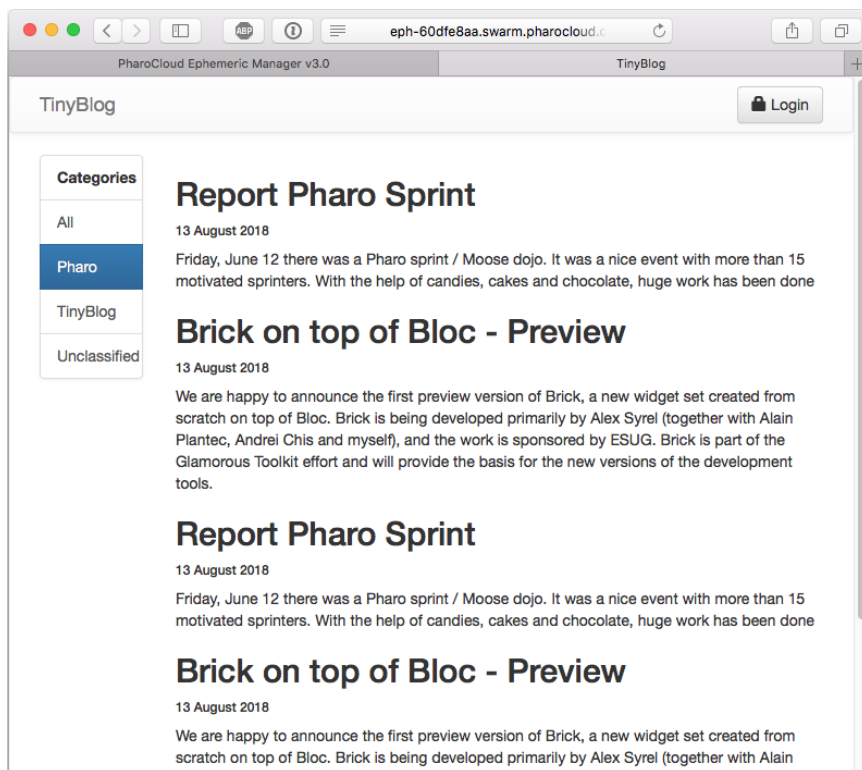 ABP
eph-60dfe8aa.swarm.pharocloud.c
PharoCloud Ephemeric Manager v3.0
TinyBlog
TinyBlog
Login
Categories
All
Pharo
TinyBlog
Unclassified
Report Pharo Sprint
13 August 2018
Friday, June 12 there was a Pharo sprint / Moose dojo. It was a nice event with more than 15
motivated sprinters. With the help of candies, cakes and chocolate, huge work has been done
Brick on top of Bloc - Preview
13 August 2018
We are happy to announce the first preview version of Brick, a new widget set created from
scratch on top of Bloc. Brick is being developed primarily by Alex Syrel (together with Alain
Plantec, Andrei Chis and myself), and the work is sponsored by ESUG. Brick is part of the
Glamorous Toolkit effort and will provide the basis for the new versions of the development
tools.
Report Pharo Sprint
13 August 2018
Friday, June 12 there was a Pharo sprint / Moose dojo. It was a nice event with more than 15
motivated sprinters. With the help of candies, cakes and chocolate, huge work has been done
Brick on top of Bloc - Preview
13 August 2018
We are happy to announce the first preview version of Brick, a new widget set created from
scratch on top of Bloc. Brick is being developed primarily by Alex Syrel (together with Alain